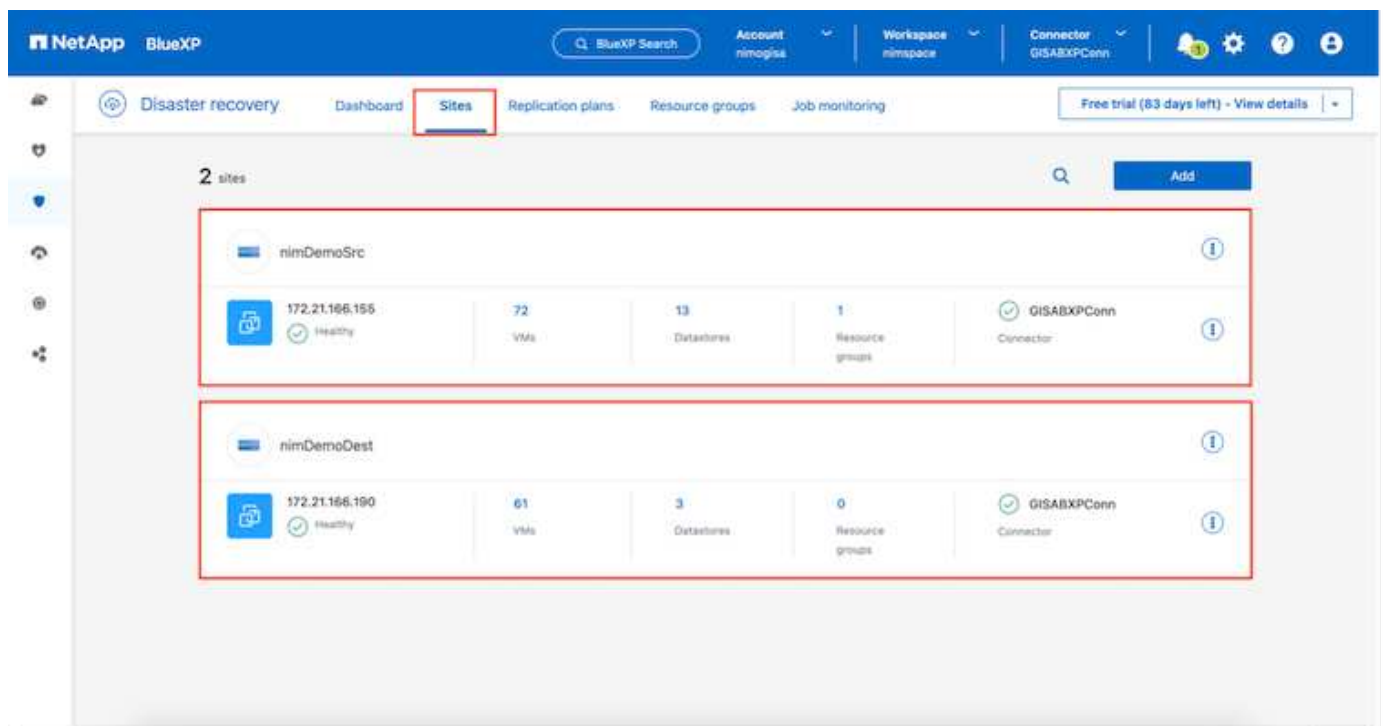 NetApp BlueXP
BlueXP Search
Account
nimogisa
Workspace
nimspace
Connector
GISABXPConn
1
Disaster recovery
Dashboard
Sites
Replication plans
Resource groups
Job monitoring
Free trial (83 days left) - View details
2 sites
Add
nimDemoSrc
172.21.166.155
Healthy
72
VMs
13
Datastores
1
Resource
groups
GISABXPConn
Connector
nimDemoDest
172.21.166.190
Healthy
61
VMs
3
Datastores
0
Resource
groups
GISABXPConn
Connector